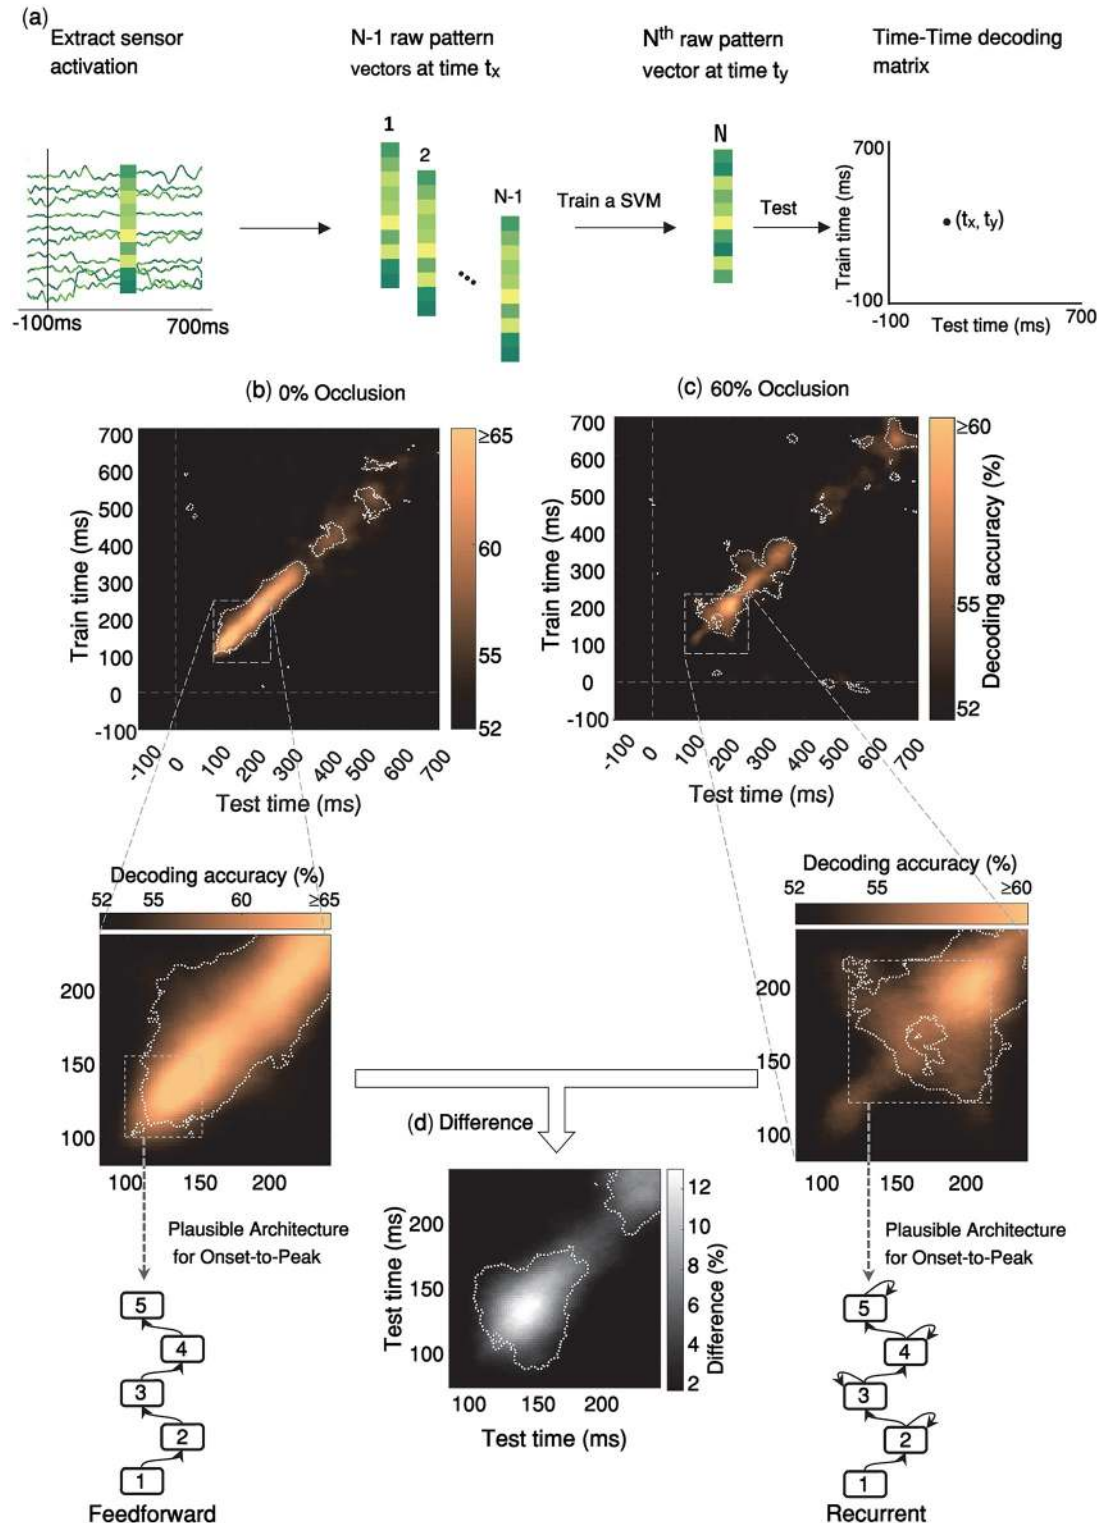 (a)
Extract sensor
activation
N-1 raw pattern
vectors at time tx
Nth raw pattern
vector at time ty
Time-Time decoding
matrix
1
2
N-1
Train a SVM
N
Test
700
Train time (ms)
(tx, ty)
-100
-100
Test time (ms)
700
-100ms
700ms
(b) 0% Occlusion
700
600
500
400
300
200
100
0
-100
Train time (ms)
-100
0
100
200
300
400
500
600
700
Test time (ms)
≥65
60
55
52
(c) 60% Occlusion
700
600
500
400
300
200
100
0
-100
Train time (ms)
-100
0
100
200
300
400
500
600
700
Test time (ms)
≥60
55
52
Decoding accuracy (%)
Decoding accuracy (%)
52 55 60 ≥65
200
150
100
100 150 200
Decoding accuracy (%)
52 55 ≥60
200
150
100
100 150 200
(d) Difference
200
150
100
Test time (ms)
100 150 200
Test time (ms)
12
10
8
6
4
2
Difference (%)
Plausible Architecture
for Onset-to-Peak
5
4
3
2
1
Feedforward
Plausible Architecture
for Onset-to-Peak
5
4
3
2
1
Recurrent